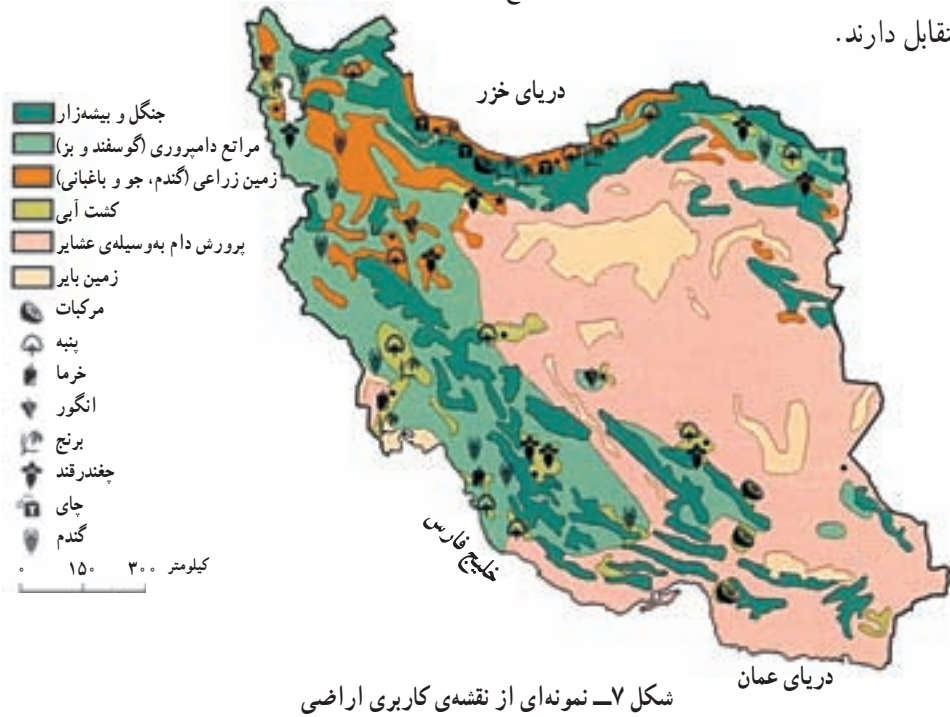 تقابل دارند.
دریای خزر
جنگل و بیشه‌زار
مراتع دامپروری (گوسفند و بز)
زمین زراعی (گندم، جو و باغبانی)
کشت آبی
پرورش دام به‌وسیله‌ی عشایر
زمین بایر
مرکبات
پنبه
خرما
انگور
برنج
چغندرقند
چای
گندم
۰ ۱۵۰ ۳۰۰ کیلومتر
خلیج فارس
دریای عمان
شکل ۷ــ نمونه‌ای از نقشه‌ی کاربری اراضی